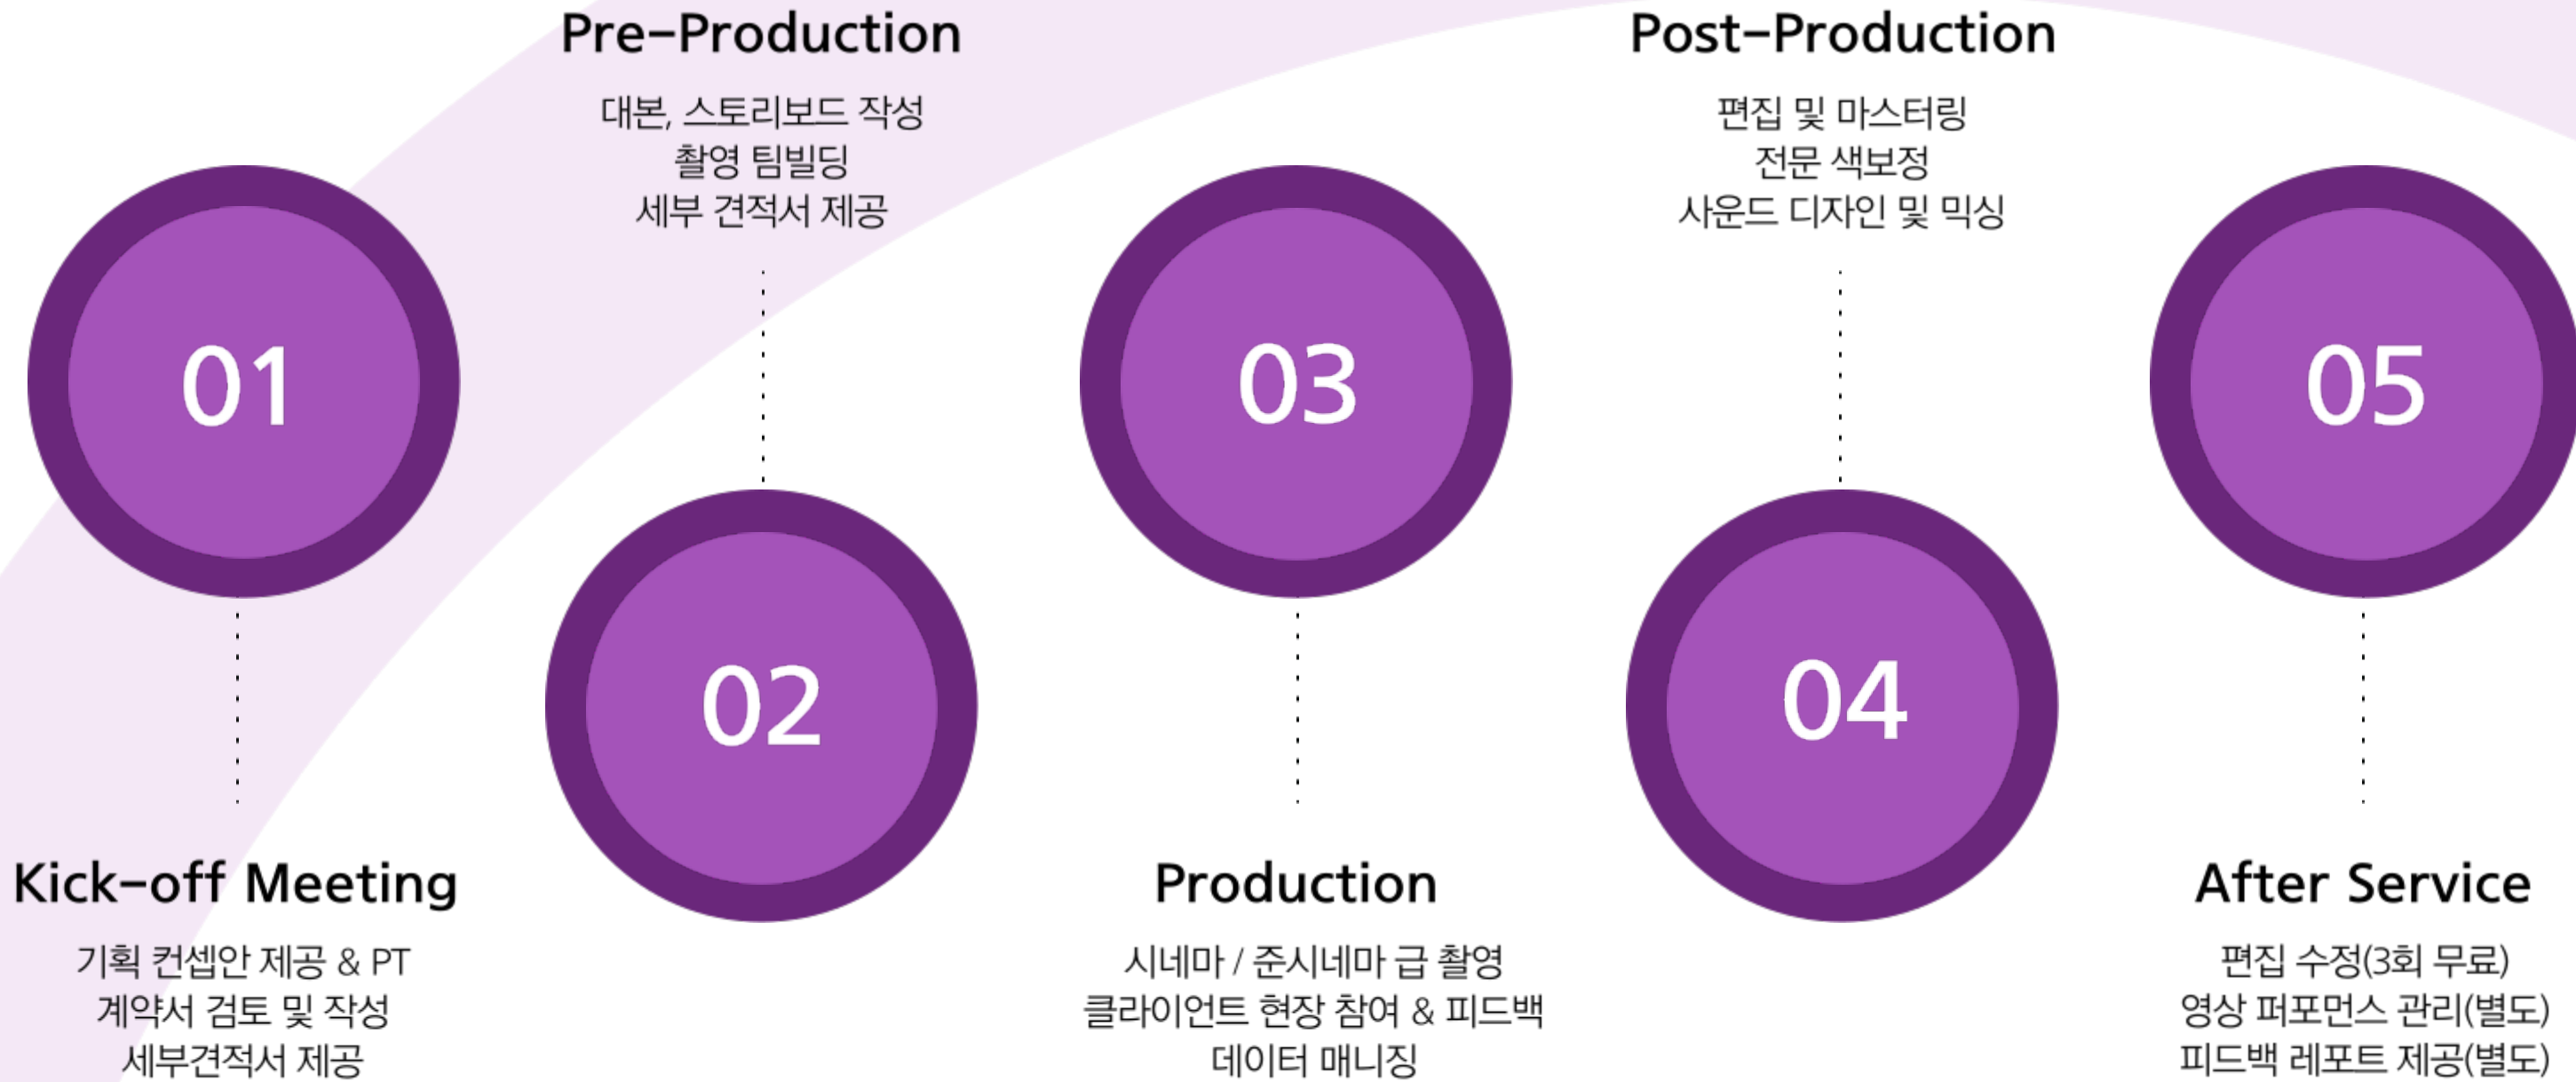 01
Kick-off Meeting
기획 컨셉안 제공 & PT
계약서 검토 및 작성
세부견적서 제공
Pre-Production
대본, 스토리보드 작성
촬영 팀빌딩
세부 견적서 제공
02
03
Production
시네마 / 준시네마 급 촬영
클라이언트 현장 참여 & 피드백
데이터 매니징
Post-Production
편집 및 마스터링
전문 색보정
사운드 디자인 및 믹싱
04
05
After Service
편집 수정(3회 무료)
영상 퍼포먼스 관리(별도)
피드백 레포트 제공(별도)